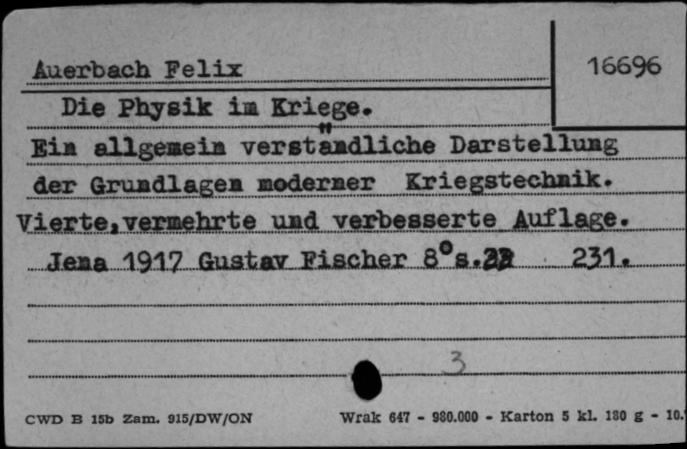 16696
Auerbach Felix
Die Physik im Kriege.
Ein allgemein verständliche Darstellung
der Grundlagen moderner Kriegstechnik.
Vierte,vermehrte und verbesserte Auflage.
Jena 1917 Gustav Fischer 8°s. 231.
3
CWD B 15b Zam. 915/DW/ON Wrak 647 - 980.000 - Karton 5 kl. 180 g - 10.